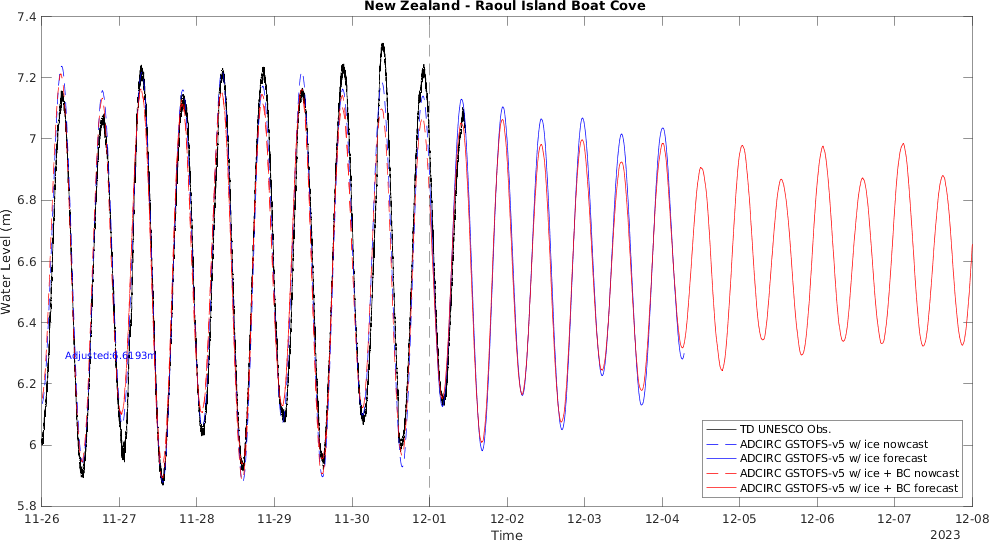 New Zealand - Raoul Island Boat Cove
7.4
7.2
7
6.8
6.6
6.4
6.2
6
5.8
Water Level (m)
Adjusted:6.6193m
TD UNESCO Obs.
ADCIRC GSTOFS-v5 w/ ice nowcast
ADCIRC GSTOFS-v5 w/ ice forecast
ADCIRC GSTOFS-v5 w/ ice + BC nowcast
ADCIRC GSTOFS-v5 w/ ice + BC forecast
11-26 11-27 11-28 11-29 11-30 12-01 12-02 12-03 12-04 12-05 12-06 12-07 12-08
Time
2023